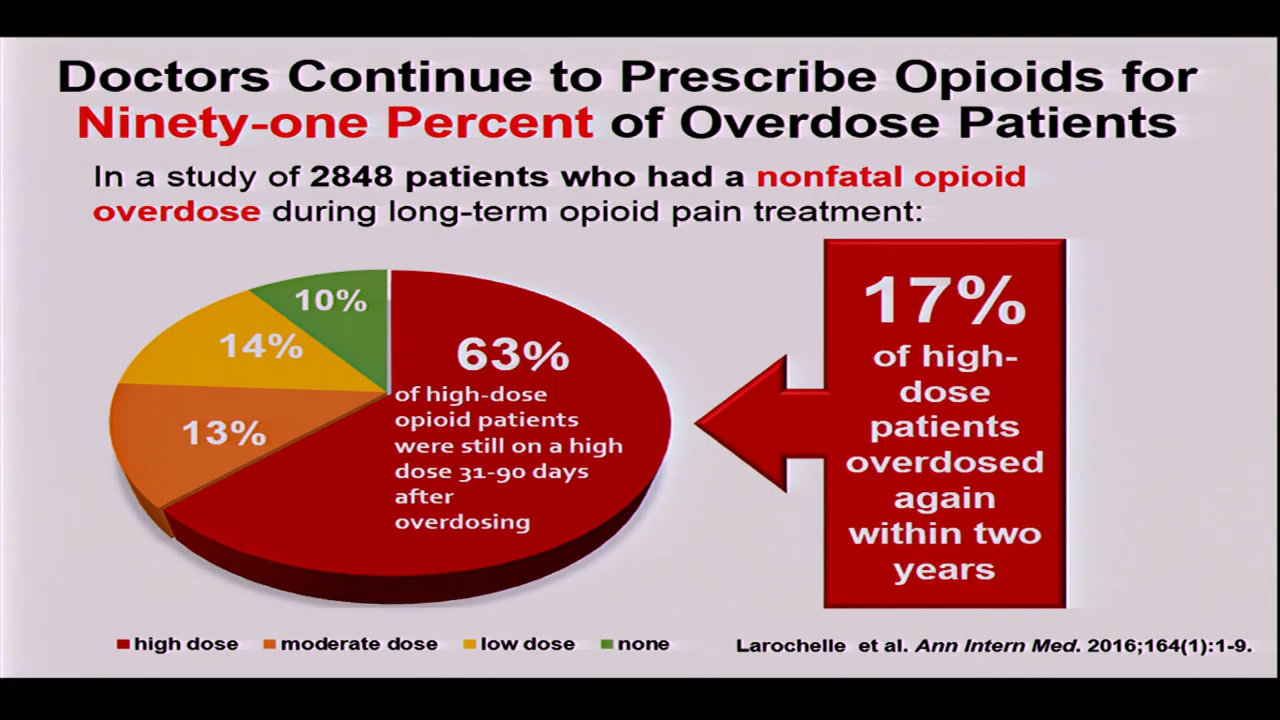 Doctors Continue to Prescribe Opioids for
Ninety-one Percent of Overdose Patients
In a study of 2848 patients who had a nonfatal opioid
overdose during long-term opioid pain treatment:
10%
14%
13%
63%
of high-dose
opioid patients
were still on a high
dose 31-90 days
after
overdosing
17%
of high-
dose
patients
overdosed
again
within two
years
high dose
moderate dose
low dose
none
Larochelle et al. Ann Intern Med. 2016;164(1):1-9.